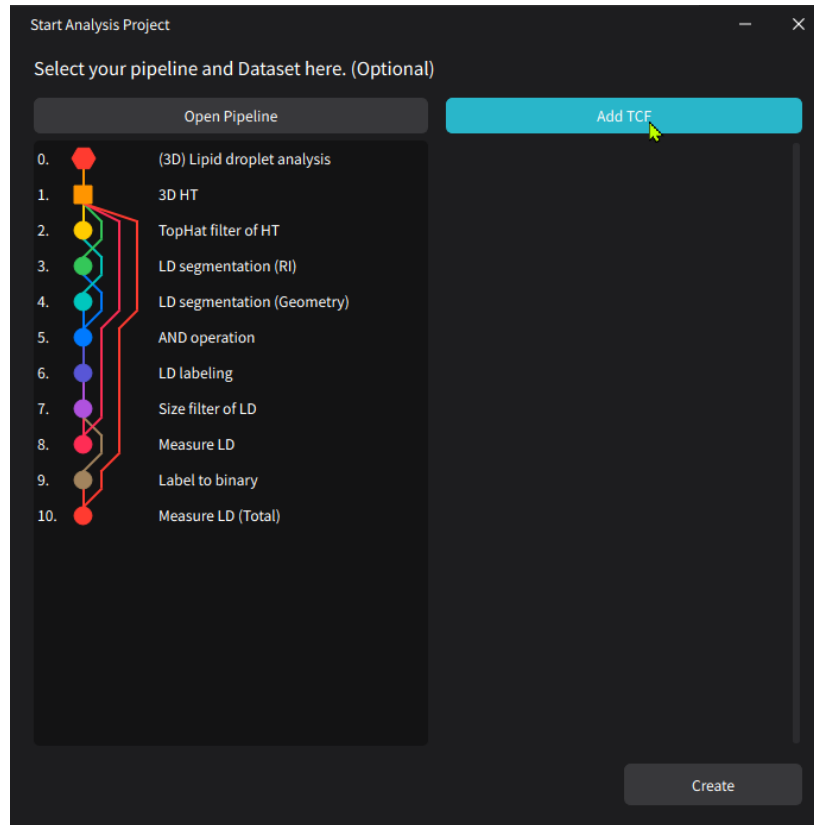 Start Analysis Project
Select your pipeline and Dataset here. (Optional)
Open Pipeline
Add TCF
0. (3D) Lipid droplet analysis
1. 3D HT
2. TopHat filter of HT
3. LD segmentation (RI)
4. LD segmentation (Geometry)
5. AND operation
6. LD labeling
7. Size filter of LD
8. Measure LD
9. Label to binary
10. Measure LD (Total)
Create